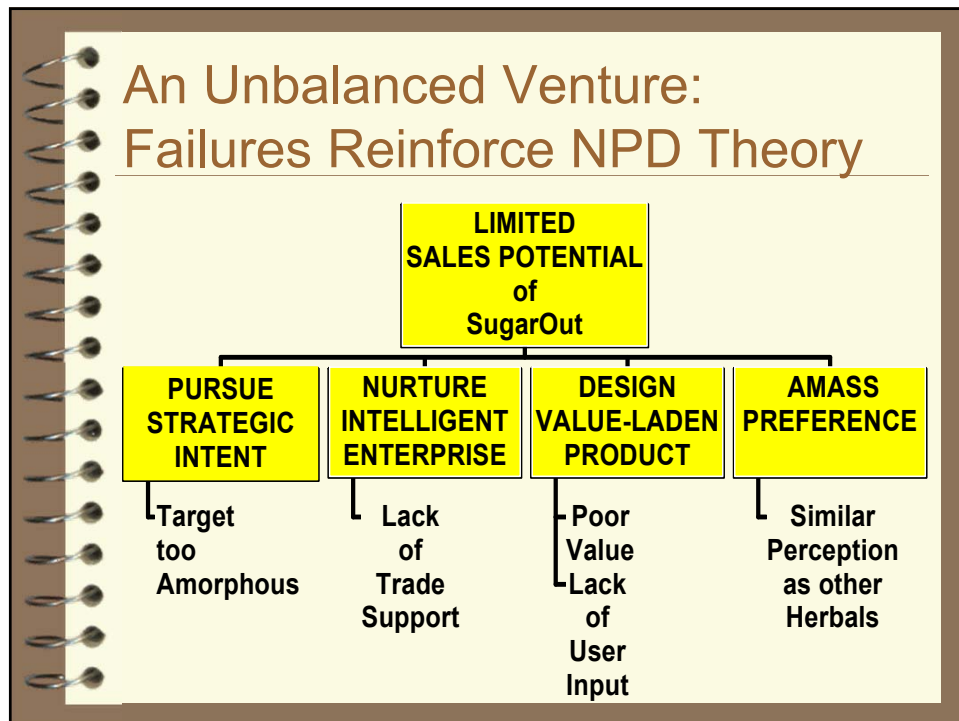 An Unbalanced Venture:
Failures Reinforce NPD Theory
LIMITED
SALES POTENTIAL
of
SugarOut
PURSUE
STRATEGIC
INTENT
Target
too
Amorphous
NURTURE
INTELLIGENT
ENTERPRISE
Lack
of
Trade
Support
DESIGN
VALUE-LADEN
PRODUCT
Poor
Value
Lack
of
User
Input
AMASS
PREFERENCE
Similar
Perception
as other
Herbals